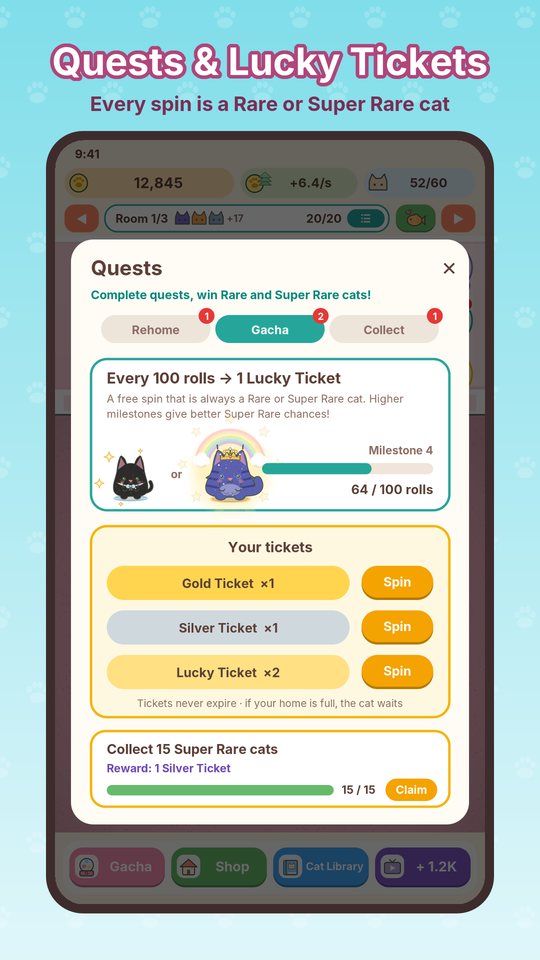 Quests & Lucky Tickets
Every spin is a Rare or Super Rare cat
9:41
12,845
+6.4/s
52/60
Room 1/3
+17
20/20
Quests
×
Complete quests, win Rare and Super Rare cats!
Rehome
1
Gacha
2
Collect
1
Every 100 rolls → 1 Lucky Ticket
A free spin that is always a Rare or Super Rare cat. Higher
milestones give better Super Rare chances!
or
Milestone 4
64 / 100 rolls
Your tickets
Gold Ticket ×1
Spin
Silver Ticket ×1
Spin
Lucky Ticket ×2
Spin
Tickets never expire · if your home is full, the cat waits
Collect 15 Super Rare cats
Reward: 1 Silver Ticket
15 / 15
Claim
Gacha
Shop
Cat Library
+ 1.2K